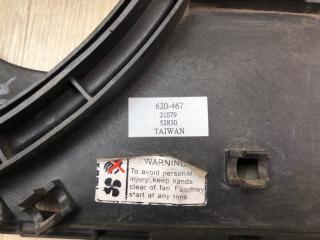 620-467
21079
52830
TAIWAN
WARNING
To avoid personal
injury, keep hands
clear of fan. Fan may
start at any time.